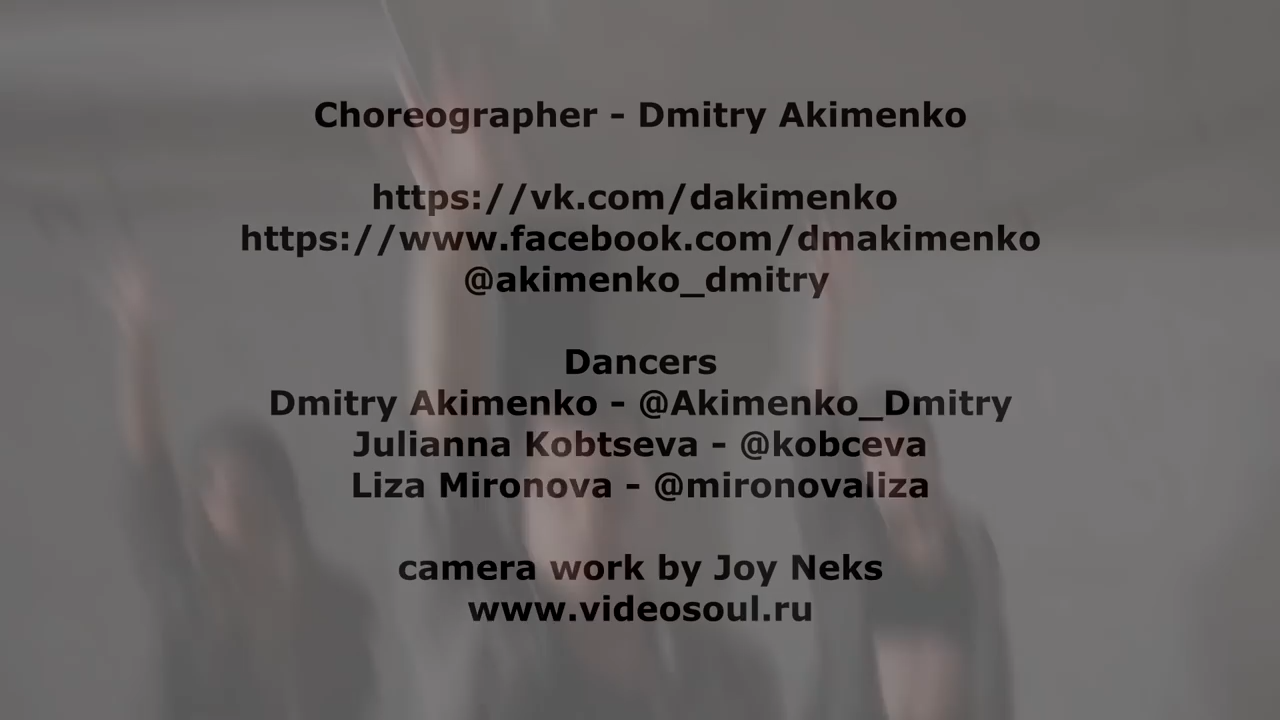 Choreographer - Dmitry Akimenko
https://vk.com/dakimenko
https://www.facebook.com/dmakimenko
@akimenko_dmitry
Dancers
Dmitry Akimenko - @Akimenko_Dmitry
Julianna Kobtseva - @kobceva
Liza Mironova - @mironovaliza
camera work by Joy Neks
www.videosoul.ru